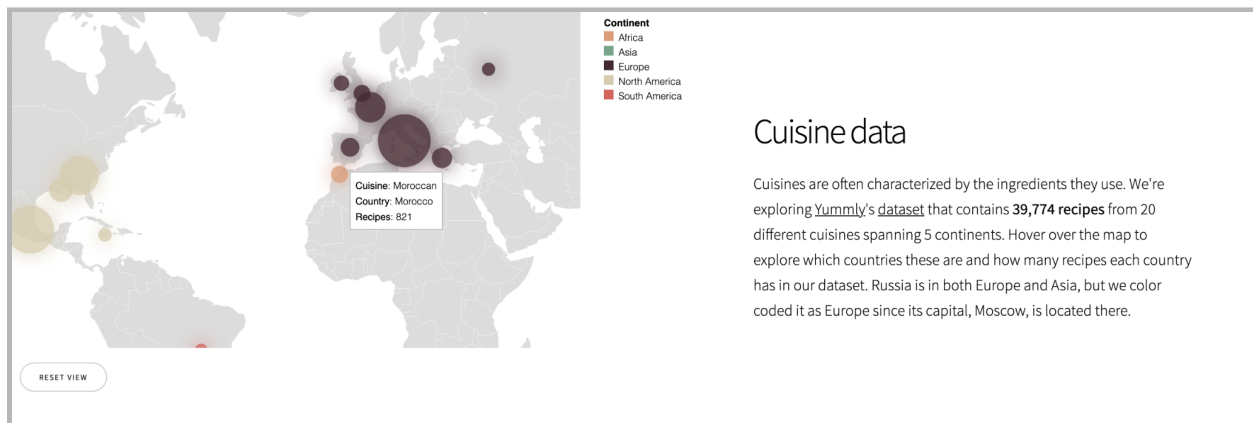 Continent
Africa
Asia
Europe
North America
South America
Cuisine: Moroccan
Country: Morocco
Recipes: 821
RESET VIEW
Cuisine data
Cuisines are often characterized by the ingredients they use. We're
exploring Yummly's dataset that contains 39,774 recipes from 20
different cuisines spanning 5 continents. Hover over the map to
explore which countries these are and how many recipes each country
has in our dataset. Russia is in both Europe and Asia, but we color
coded it as Europe since its capital, Moscow, is located there.